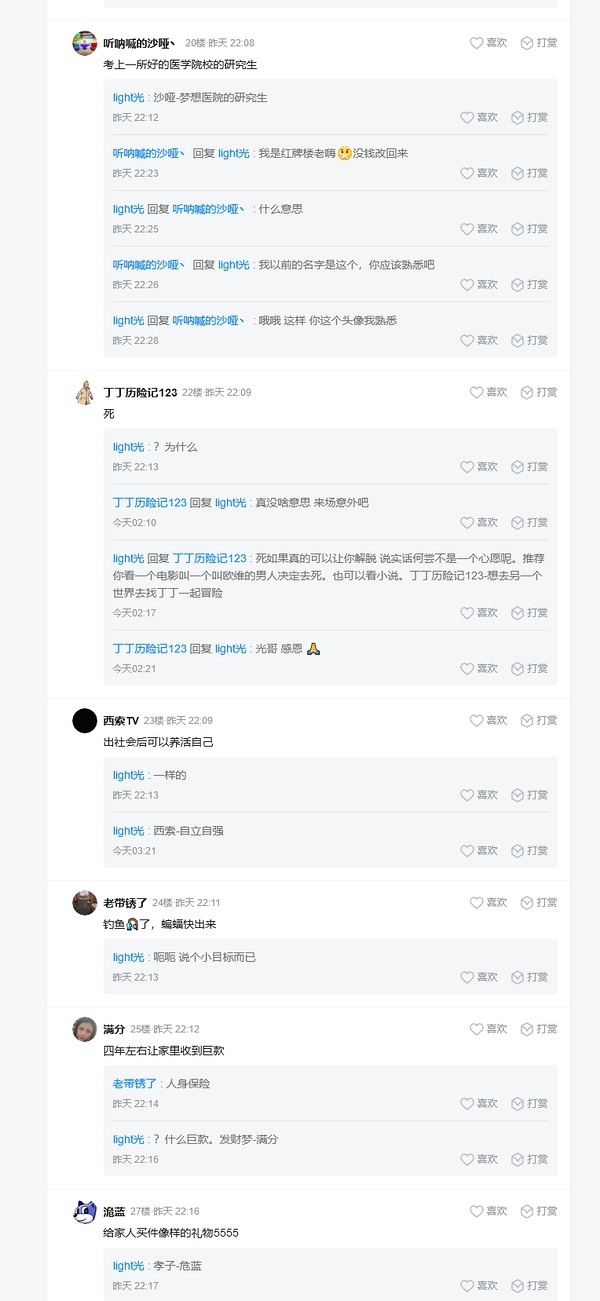 听呐喊的沙哑丶 20楼·昨天 22:08 喜欢 打赏
考上一所好的医学院校的研究生
light光 : 沙哑-梦想医院的研究生
昨天 22:12 喜欢 打赏
听呐喊的沙哑丶 回复 light光 : 我是红牌楼老嗨🤔没钱改回来
昨天 22:23 喜欢 打赏
light光 回复 听呐喊的沙哑丶 : 什么意思
昨天 22:25 喜欢 打赏
听呐喊的沙哑丶 回复 light光 : 我以前的名字是这个，你应该熟悉吧
昨天 22:26 喜欢 打赏
light光 回复 听呐喊的沙哑丶 : 哦哦 这样 你这个头像我熟悉
昨天 22:28 喜欢 打赏
丁丁历险记123 22楼·昨天 22:09 喜欢 打赏
死
light光 : ？为什么
昨天 22:13 喜欢 打赏
丁丁历险记123 回复 light光 : 真没啥意思 来场意外吧
今天02:10 喜欢 打赏
light光 回复 丁丁历险记123 : 死如果真的可以让你解脱 说实话何尝不是一个心愿呢。推荐
你看一个电影叫一个叫欧维的男人决定去死。也可以看小说。丁丁历险记123-想去另一个
世界去找丁丁一起冒险
今天02:17 喜欢 打赏
丁丁历险记123 回复 light光 : 光哥 感恩 🙏
今天02:21 喜欢 打赏
西索TV 23楼·昨天 22:09 喜欢 打赏
出社会后可以养活自己
light光 : 一样的
昨天 22:13 喜欢 打赏
light光 : 西索-自立自强
今天03:21 喜欢 打赏
老带锈了 24楼·昨天 22:11 喜欢 打赏
钓鱼🎣了，蝙蝠快出来
light光 : 呃呃 说个小目标而已
昨天 22:13 喜欢 打赏
满分 25楼·昨天 22:12 喜欢 打赏
四年左右让家里收到巨款
老带锈了 : 人身保险
昨天 22:14 喜欢 打赏
light光 : ？什么巨款。发财梦-满分
昨天 22:16 喜欢 打赏
洈蓝 27楼·昨天 22:16 喜欢 打赏
给家人买件像样的礼物5555
light光 : 孝子-危蓝
昨天 22:17 喜欢 打赏